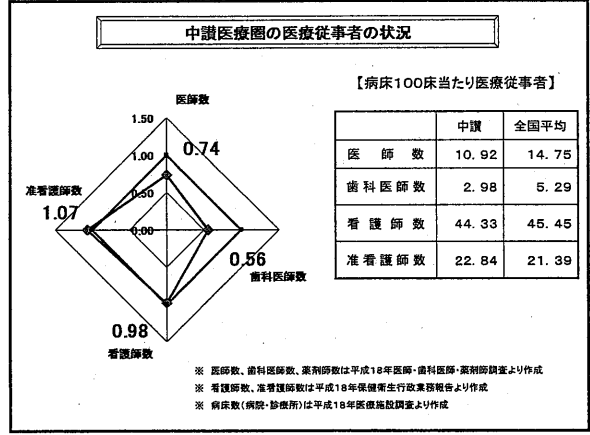 中讃医療圏の医療従事者の状況
【病床100床当たり医療従事者】
医師数
1.50
1.00
0.50
0.00
0.74
0.56
歯科医師数
0.98
看護師数
准看護師数
1.07
中讃 全国平均
医師数 10.92 14.75
歯科医師数 2.98 5.29
看護師数 44.33 45.45
准看護師数 22.84 21.39
※ 医師数、歯科医師数、薬剤師数は平成18年医師・歯科医師・薬剤師調査より作成
※ 看護師数、准看護師数は平成18年保健衛生行政業務報告より作成
※ 病床数(病院・診療所)は平成18年医療施設調査より作成